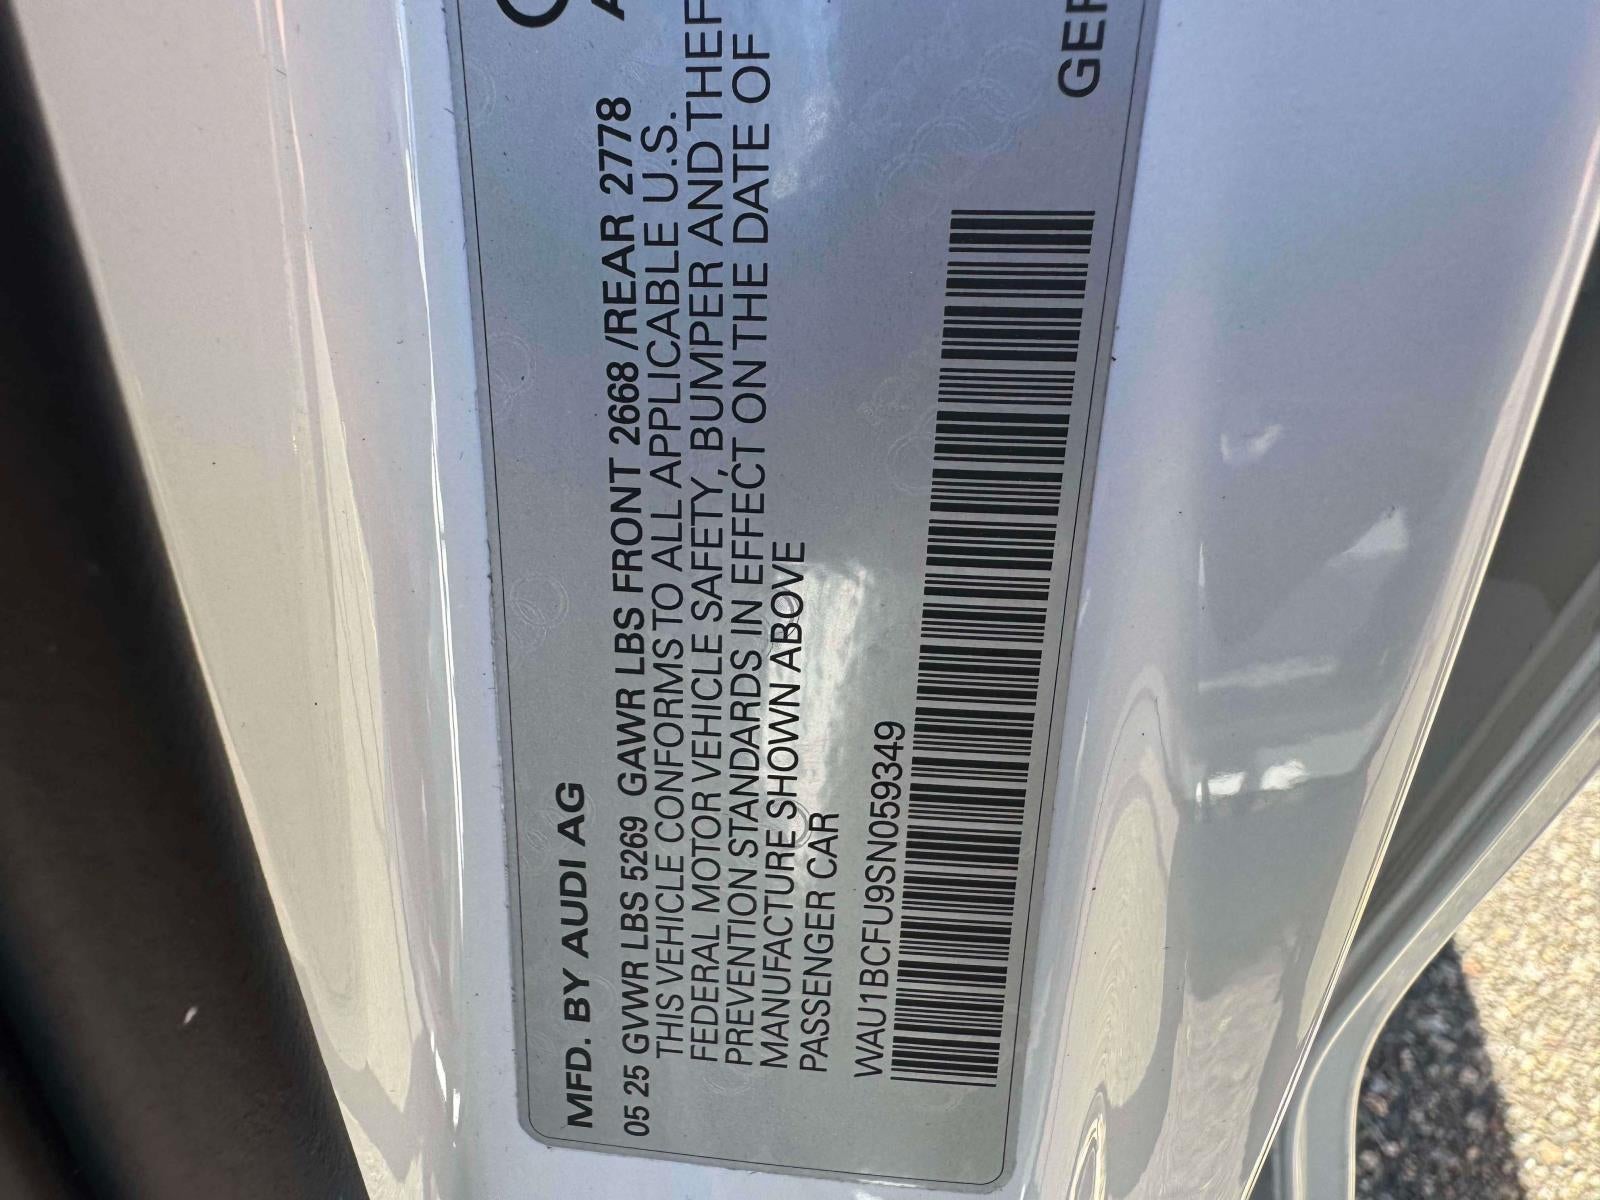 MFD. BY AUDI AG
05 25 GVWR LBS 5269 GAWR LBS FRONT 2668 /REAR 2778
THIS VEHICLE CONFORMS TO ALL APPLICABLE U.S.
FEDERAL MOTOR VEHICLE SAFETY, BUMPER AND THEF
PREVENTION STANDARDS IN EFFECT ON THE DATE OF
MANUFACTURE SHOWN ABOVE
PASSENGER CAR
WAU1BCFU9SN059349
GER